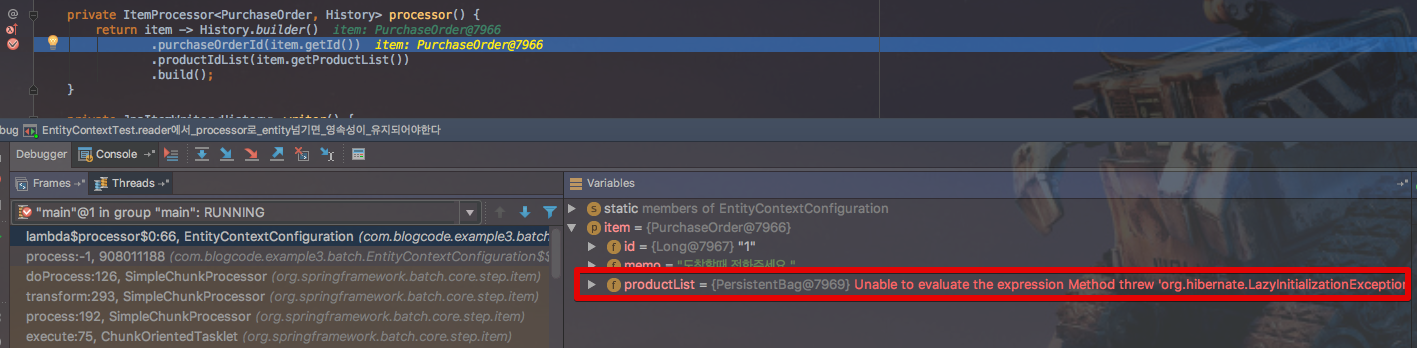 private ItemProcessor<PurchaseOrder, History> processor() {
return item -> History.builder() item: PurchaseOrder@7966
.purchaseOrderId(item.getId()) item: PurchaseOrder@7966
.productIdList(item.getProductList())
.build();
}
bug EntityContextTest.reader에서_processor로_entity넘기면_영속성이_유지되어야한다
Debugger Console
Frames Threads Variables
"main"@1 in group "main": RUNNING
static members of EntityContextConfiguration
item = {PurchaseOrder@7966}
lambda$processor$0:66, EntityContextConfiguration (com.blogcode.example3.batch
id = {Long@7967} "1"
process:-1, 908011188 (com.blogcode.example3.batch.EntityContextConfiguration$$
memo = "도착할때 전화주세요."
doProcess:126, SimpleChunkProcessor (org.springframework.batch.core.step.item)
productList = {PersistentBag@7969} Unable to evaluate the expression Method threw 'org.hibernate.LazyInitializationException
transform:293, SimpleChunkProcessor (org.springframework.batch.core.step.item)
process:192, SimpleChunkProcessor (org.springframework.batch.core.step.item)
execute:75, ChunkOrientedTasklet (org.springframework.batch.core.step.item)